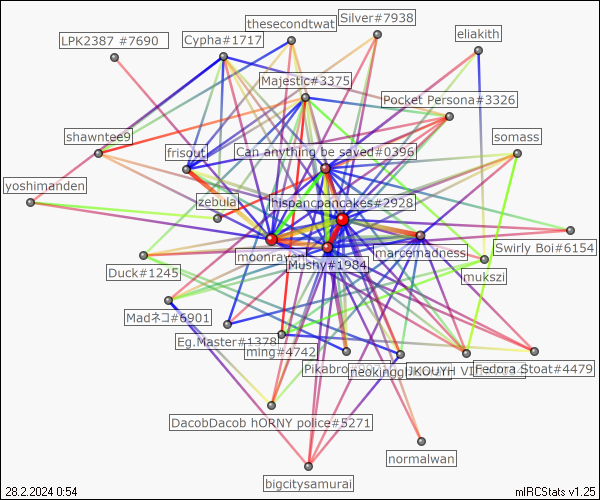 Silver#7938
thesecondtwat
eliakith
LPK2387 #7690
Cypha#1717
Majestic#3375
Pocket Persona#3326
shawntee9
somass
frisout
Can anything be saved#0396
yoshimanden
zebula
hispancpancakes#2928
moonraven
marcemadness
Swirly Boi#6154
Mushy#1984
Duck#1245
mukszi
Madネコ#6901
Eg.Master#1378
ming#4742
Pikabro
JKOUYH
Fedora Stoat#4479
DacobDacob hORNY police#5271
normalwan
bigcitysamurai
28.2.2024 0:54
mIRCStats v1.25